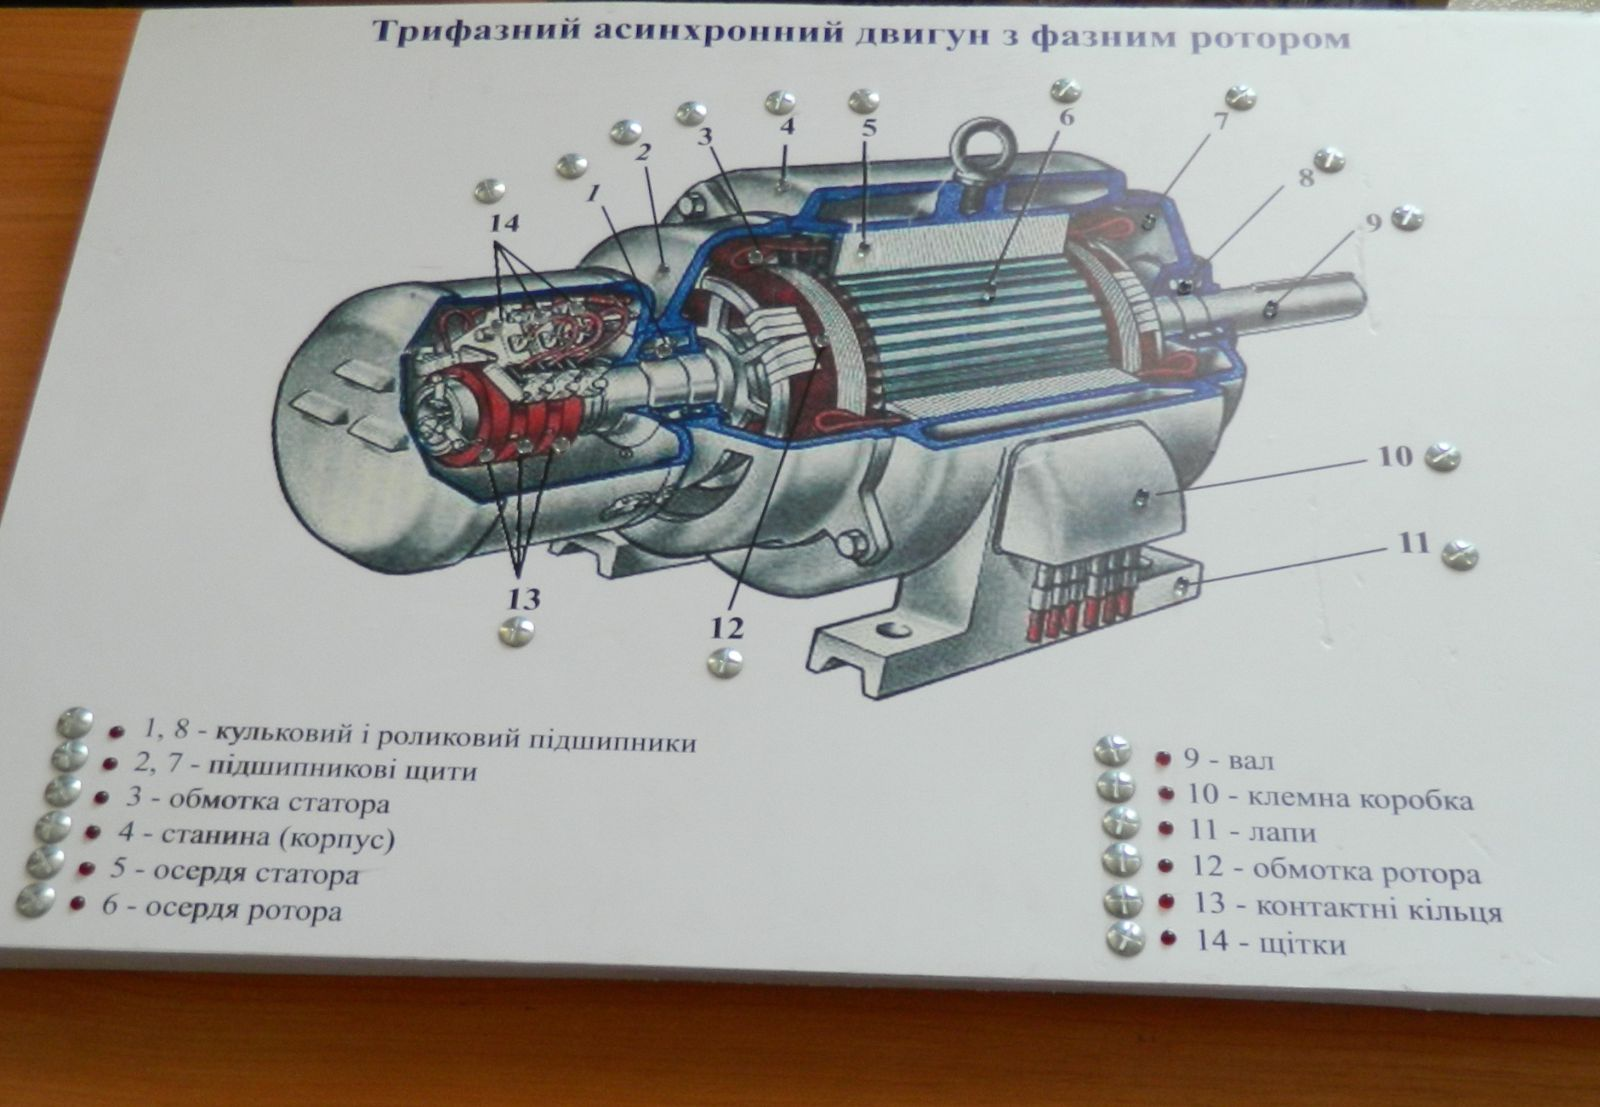 Трифазний асинхронний двигун з фазним ротором
14
1
2
3
4
5
6
7
8
9
10
11
12
13
1, 8 - кульковий і роликовий підшипники
2, 7 - підшипникові щити
3 - обмотка статора
4 - станина (корпус)
5 - осердя статора
6 - осердя ротора
9 - вал
10 - клемна коробка
11 - лапи
12 - обмотка ротора
13 - контактні кільця
14 - щітки